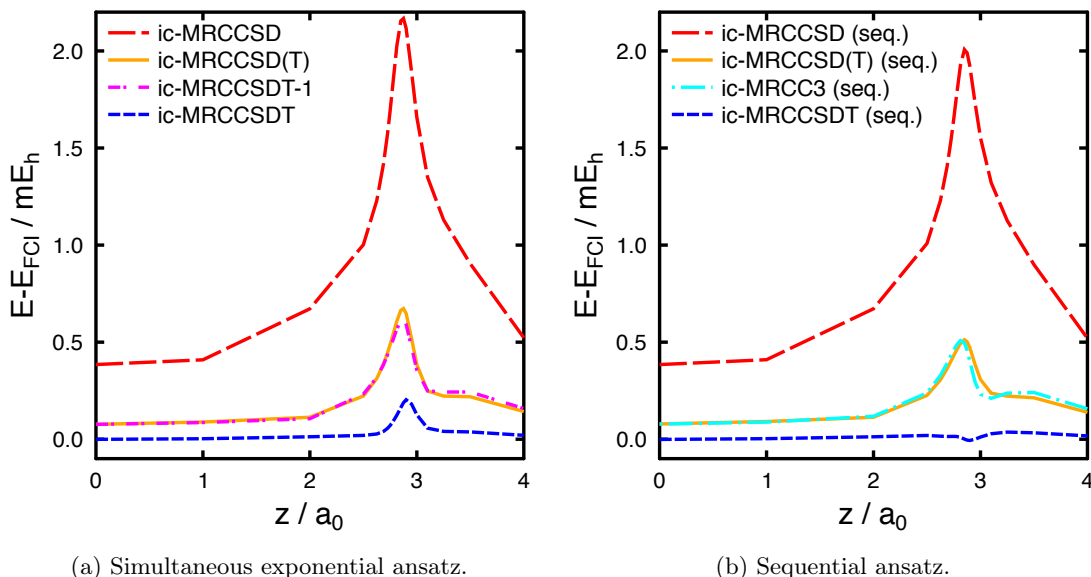 ic-MRCCSD
ic-MRCCSD(T)
ic-MRCCSDT-1
ic-MRCCSDT
E-E_FCI / mE_h
2.0
1.5
1.0
0.5
0.0
0 1 2 3 4
z / a_0
(a) Simultaneous exponential ansatz.
ic-MRCCSD (seq.)
ic-MRCCSD(T) (seq.)
ic-MRCC3 (seq.)
ic-MRCCSDT (seq.)
E-E_FCI / mE_h
2.0
1.5
1.0
0.5
0.0
0 1 2 3 4
z / a_0
(b) Sequential ansatz.